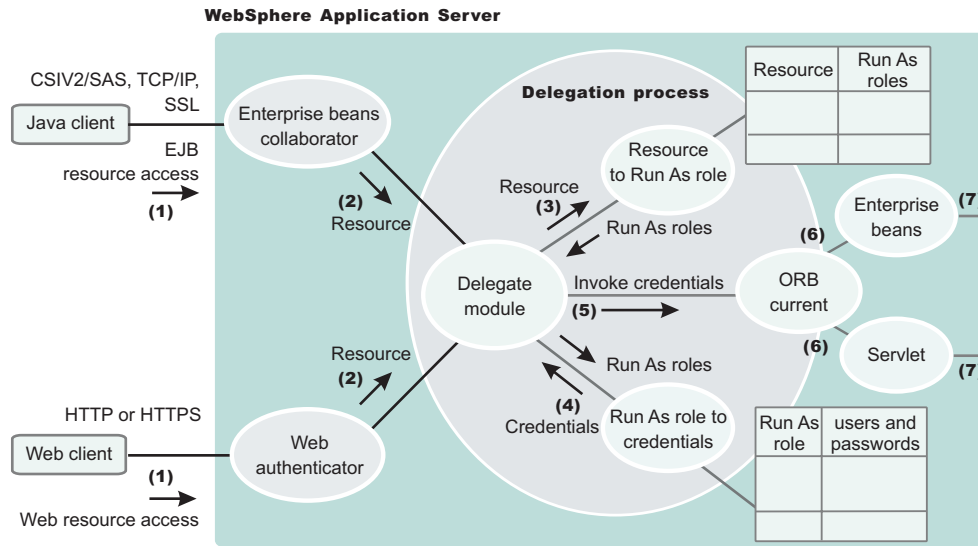 WebSphere Application Server
CSIV2/SAS, TCP/IP,
SSL
Java client
EJB
resource access
(1)
Enterprise beans
collaborator
(2)
Resource
Delegation process
Resource
to Run As role
Resource
(3)
Run As roles
Resource
Run As
roles
Delegate
module
Invoke credentials
(5)
ORB
current
(6)
Enterprise
beans
(7
(6)
Servlet
(7
Resource
(2)
Run As roles
(4)
Credentials
Run As role to
credentials
Run As
role
users and
passwords
HTTP or HTTPS
Web client
(1)
Web resource access
Web
authenticator